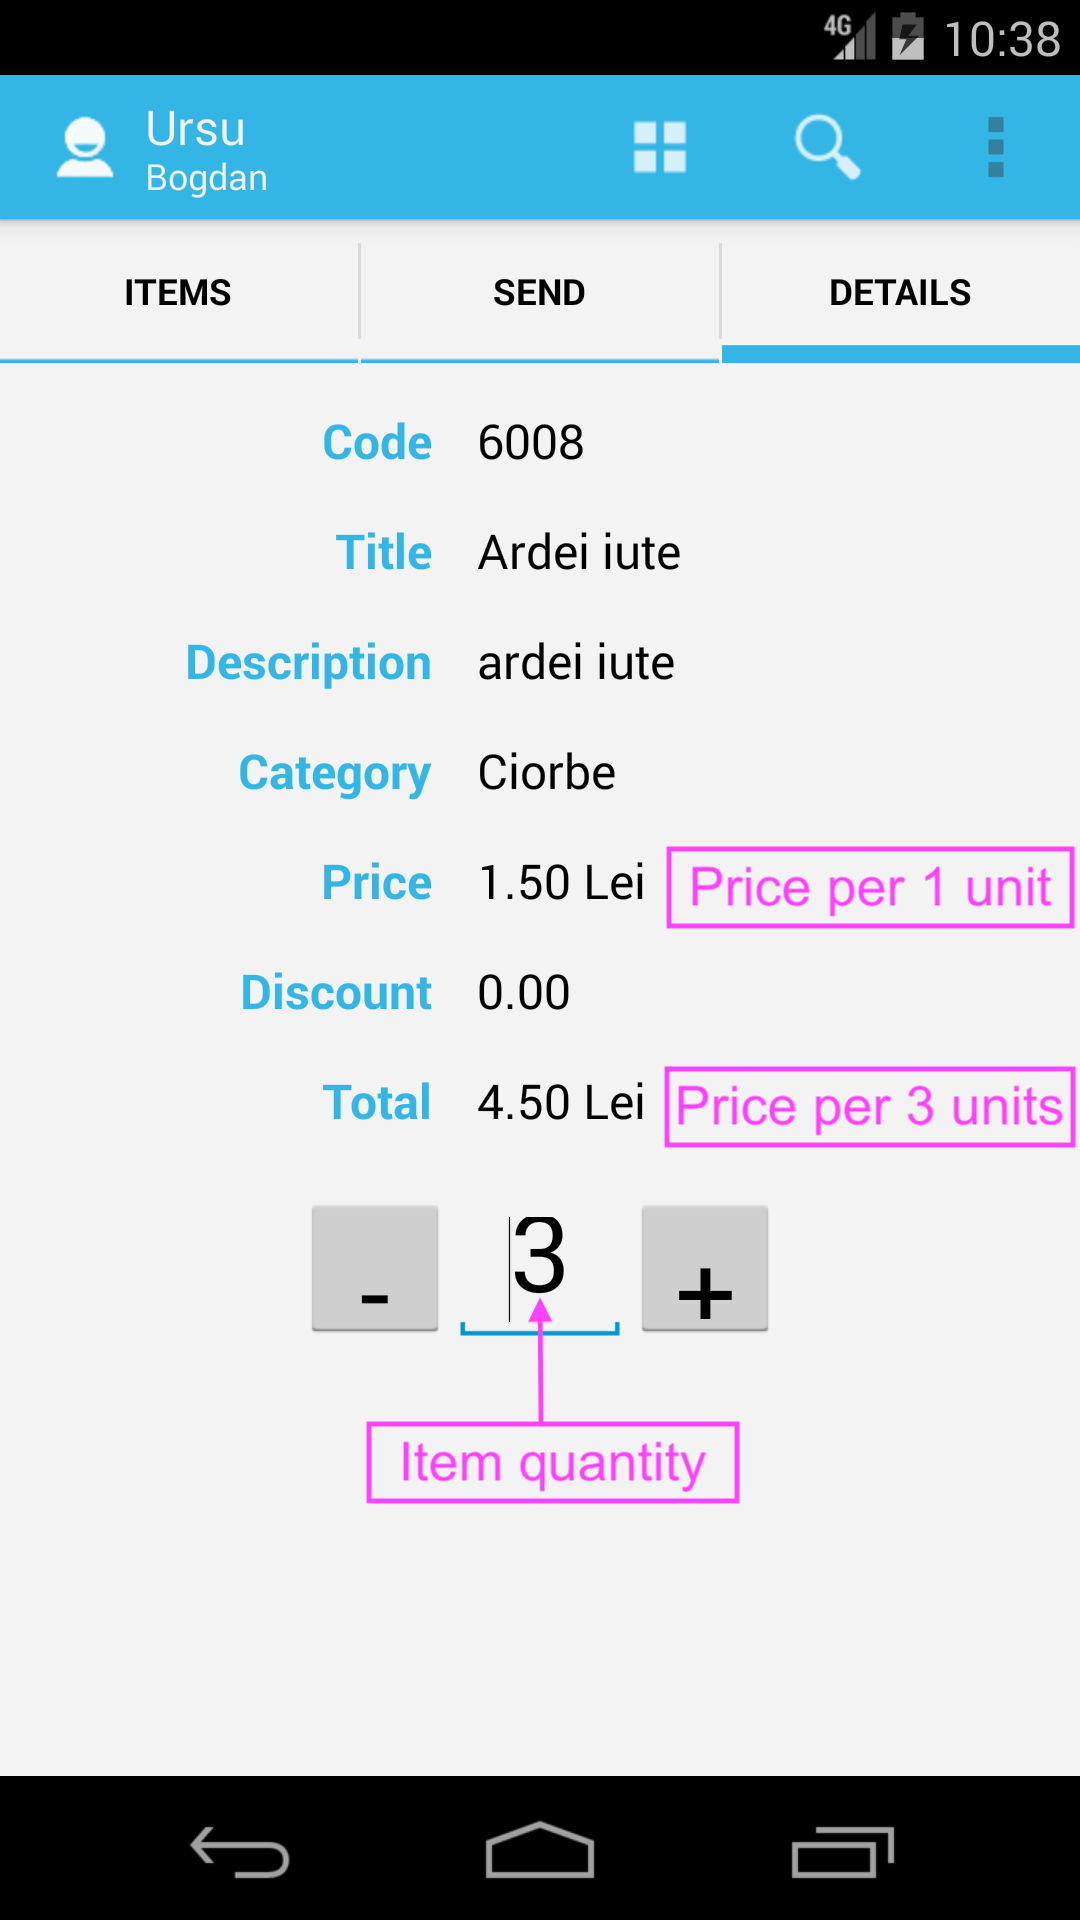 4G 10:38
Ursu
Bogdan
ITEMS SEND DETAILS
Code 6008
Title Ardei iute
Description ardei iute
Category Ciorbe
Price 1.50 Lei Price per 1 unit
Discount 0.00
Total 4.50 Lei Price per 3 units
- 3 +
Item quantity